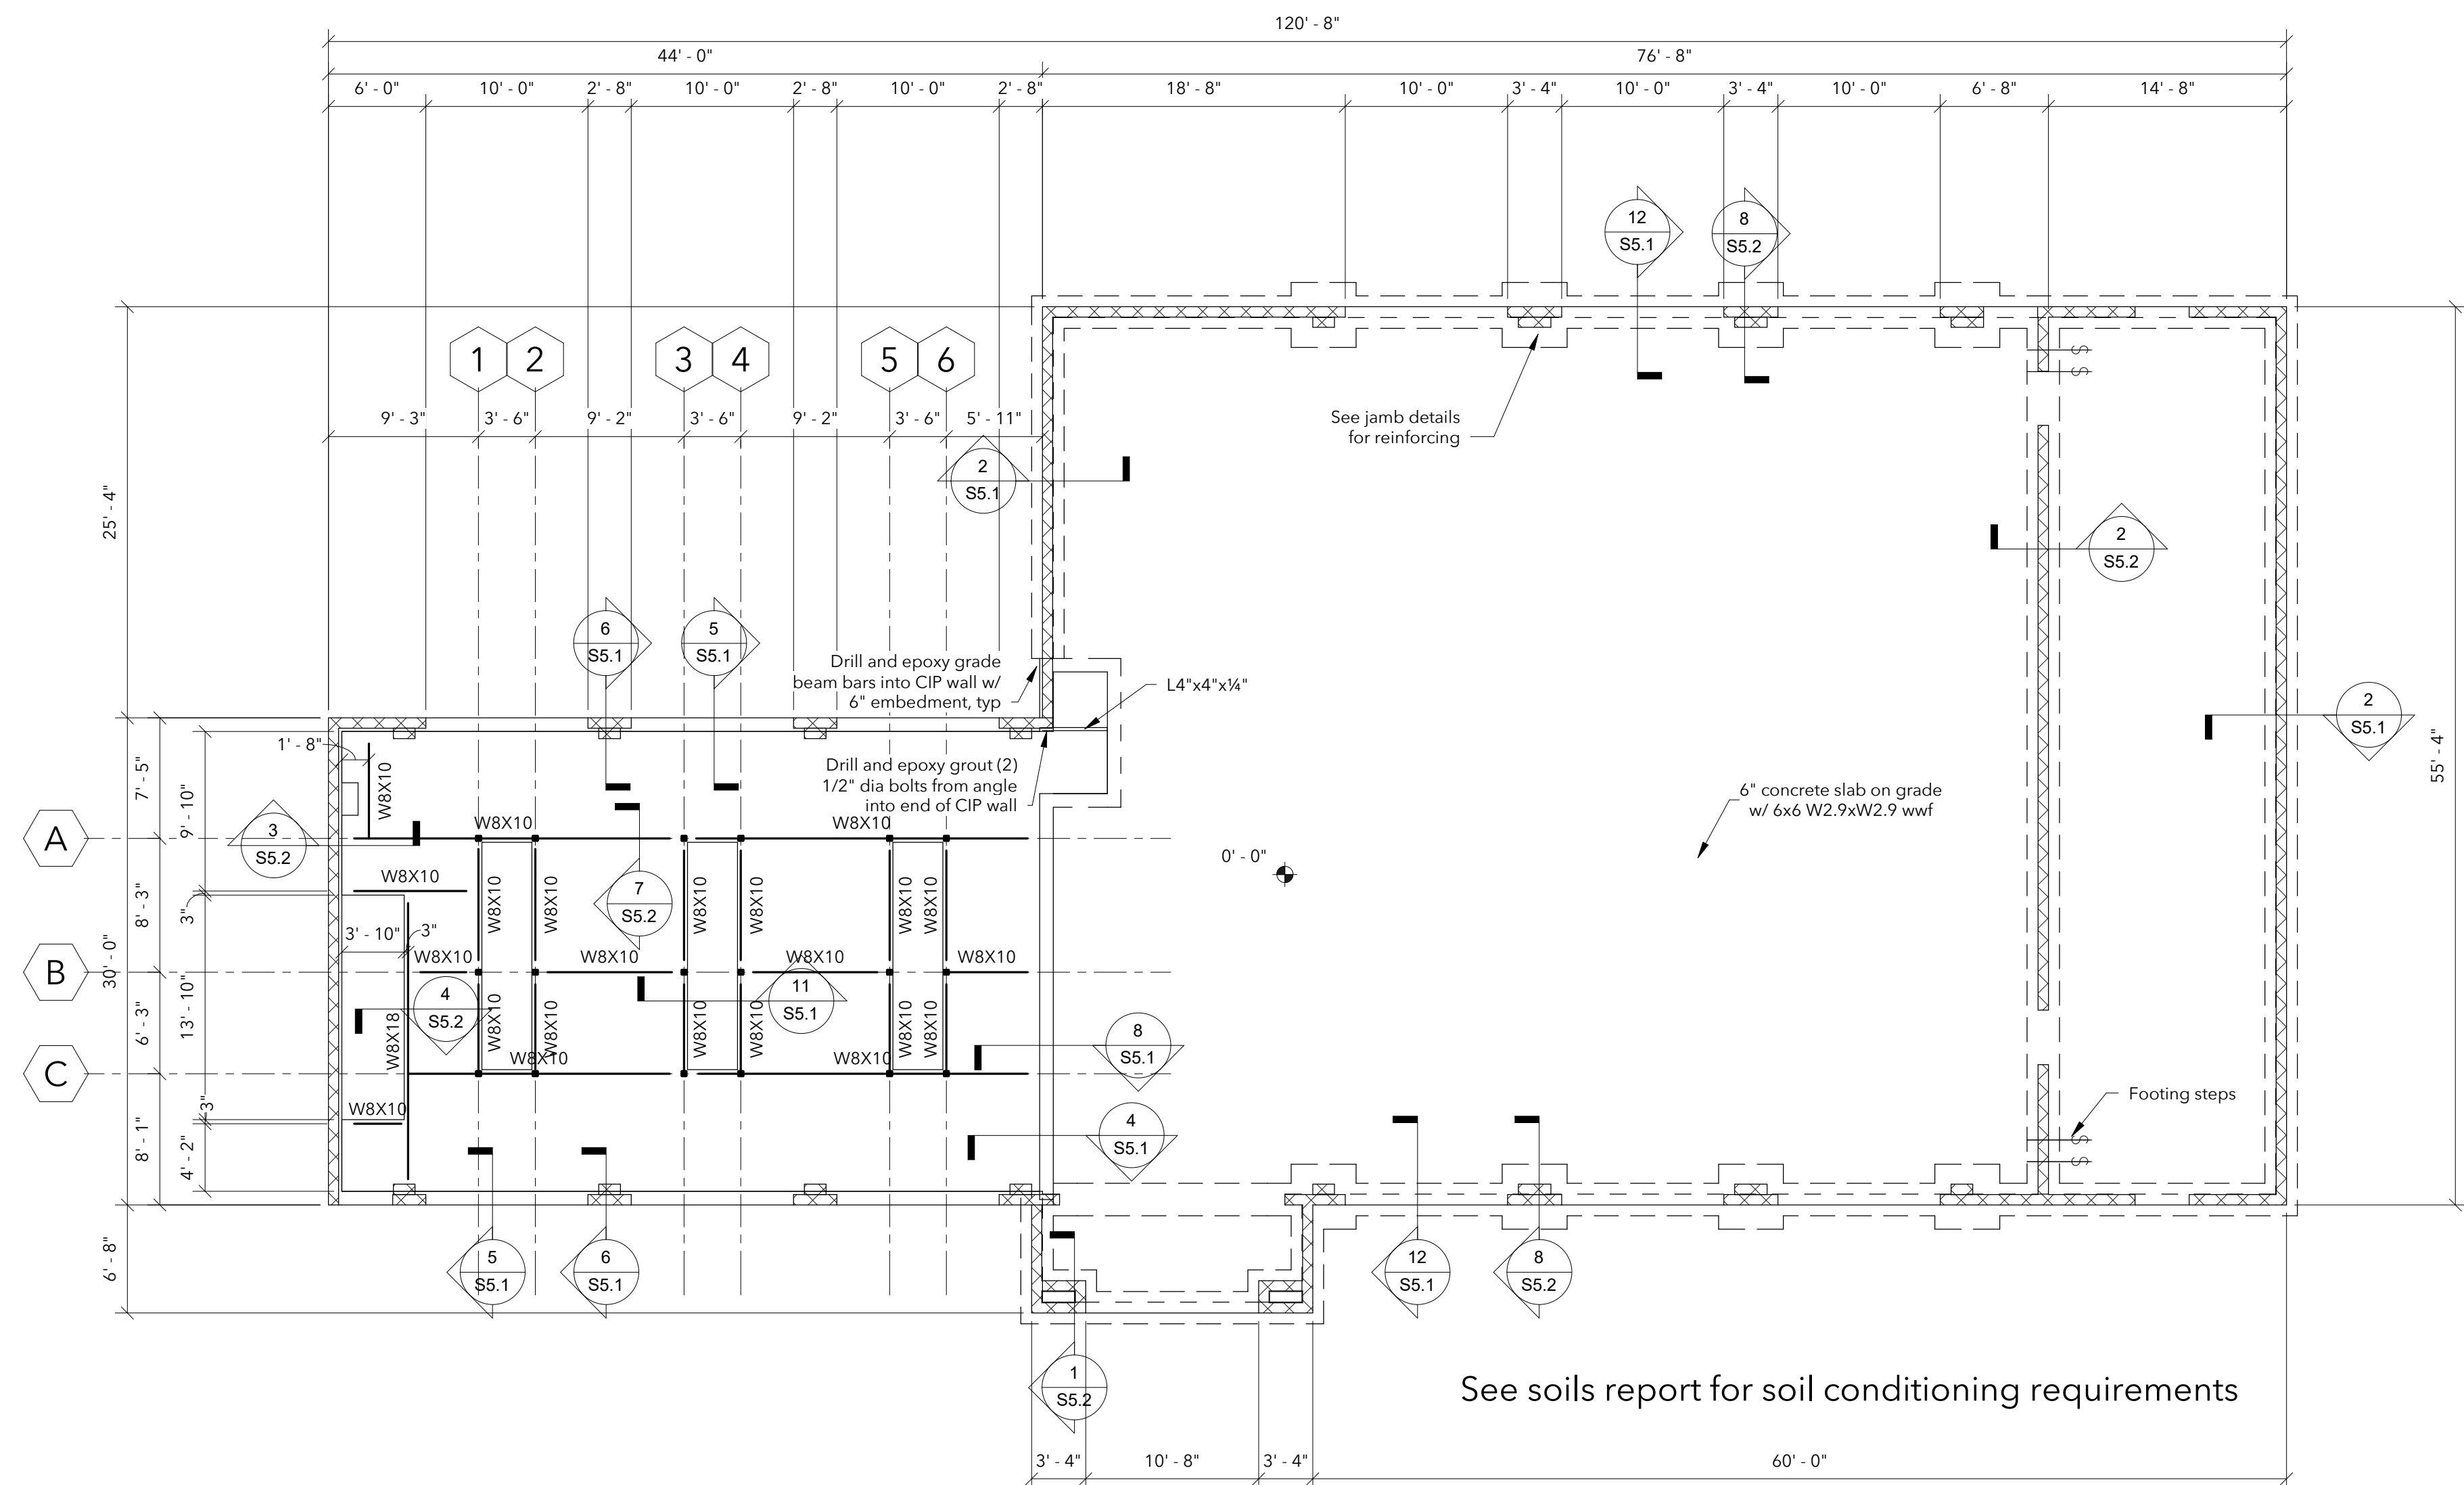 120' - 8"
44' - 0"
76' - 8"
6' - 0"
10' - 0"
2' - 8"
10' - 0"
2' - 8"
10' - 0"
2' - 8"
18' - 8"
10' - 0"
3' - 4"
10' - 0"
3' - 4"
10' - 0"
6' - 8"
14' - 8"
12
S5.1
8
S5.2
1
2
3
4
5
6
9' - 3"
3' - 6"
9' - 2"
3' - 6"
9' - 2"
3' - 6"
5' - 11"
See jamb details
for reinforcing
2
S5.1
25' - 4"
2
S5.2
6
S5.1
5
S5.1
Drill and epoxy grade
beam bars into CIP wall w/
6" embedment, typ
L4"x4"x¼"
2
S5.1
55' - 4"
1' - 8"
7' - 5"
9' - 10"
W8X10
Drill and epoxy grout (2)
1/2" dia bolts from angle
into end of CIP wall
6" concrete slab on grade
w/ 6x6 W2.9xW2.9 wwf
A
3
S5.2
W8X10
W8X10
0' - 0"
W8X10
8' - 3"
3"
W8X10
W8X10
W8X10
W8X10
W8X10
W8X10
7
S5.2
3' - 10"
3"
B
30' - 0"
W8X10
W8X10
W8X10
W8X10
4
S5.2
11
S5.1
6' - 3"
13' - 10"
W8X18
W8X10
W8X10
W8X10
W8X10
W8X10
W8X10
8
S5.1
C
W8X10
W8X10
3"
W8X10
Footing steps
S
S
S
S
4
S5.1
8' - 1"
4' - 2"
6' - 8"
5
S5.1
6
S5.1
12
S5.1
8
S5.2
1
S5.2
See soils report for soil conditioning requirements
3' - 4"
10' - 8"
3' - 4"
60' - 0"